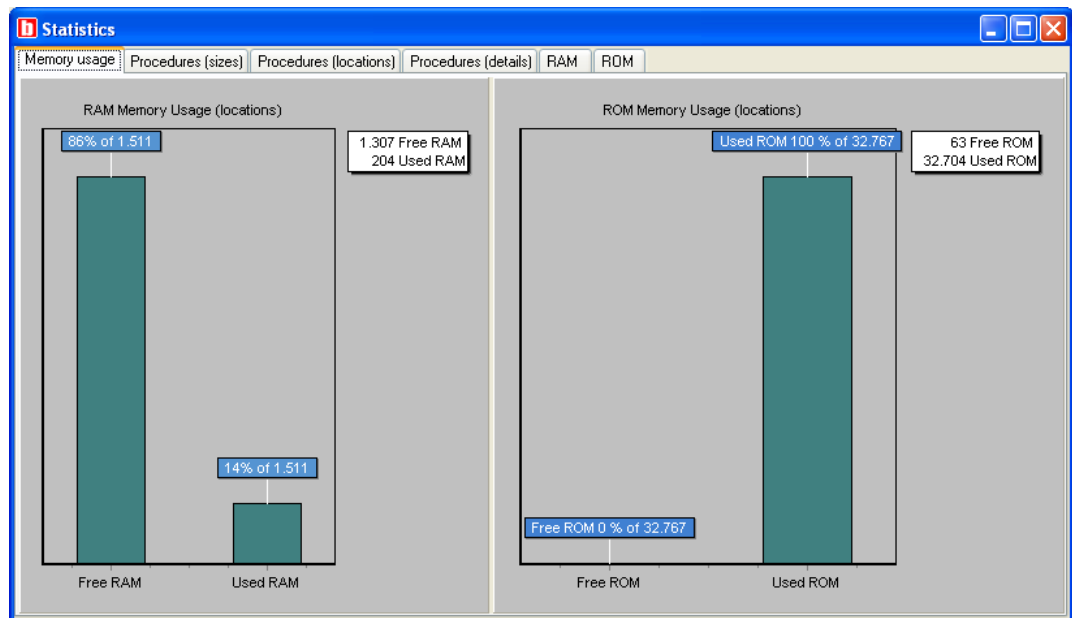 Statistics
Memory usage Procedures (sizes) Procedures (locations) Procedures (details) RAM ROM
RAM Memory Usage (locations)
86% of 1.511
1.307 Free RAM
204 Used RAM
14% of 1.511
Free RAM Used RAM
ROM Memory Usage (locations)
Used ROM 100 % of 32.767
63 Free ROM
32.704 Used ROM
Free ROM 0 % of 32.767
Free ROM Used ROM